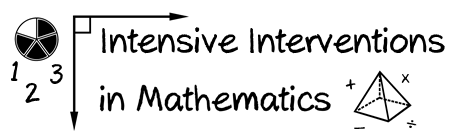 Intensive Interventions
1 2 3
in Mathematics
+ x
− ÷